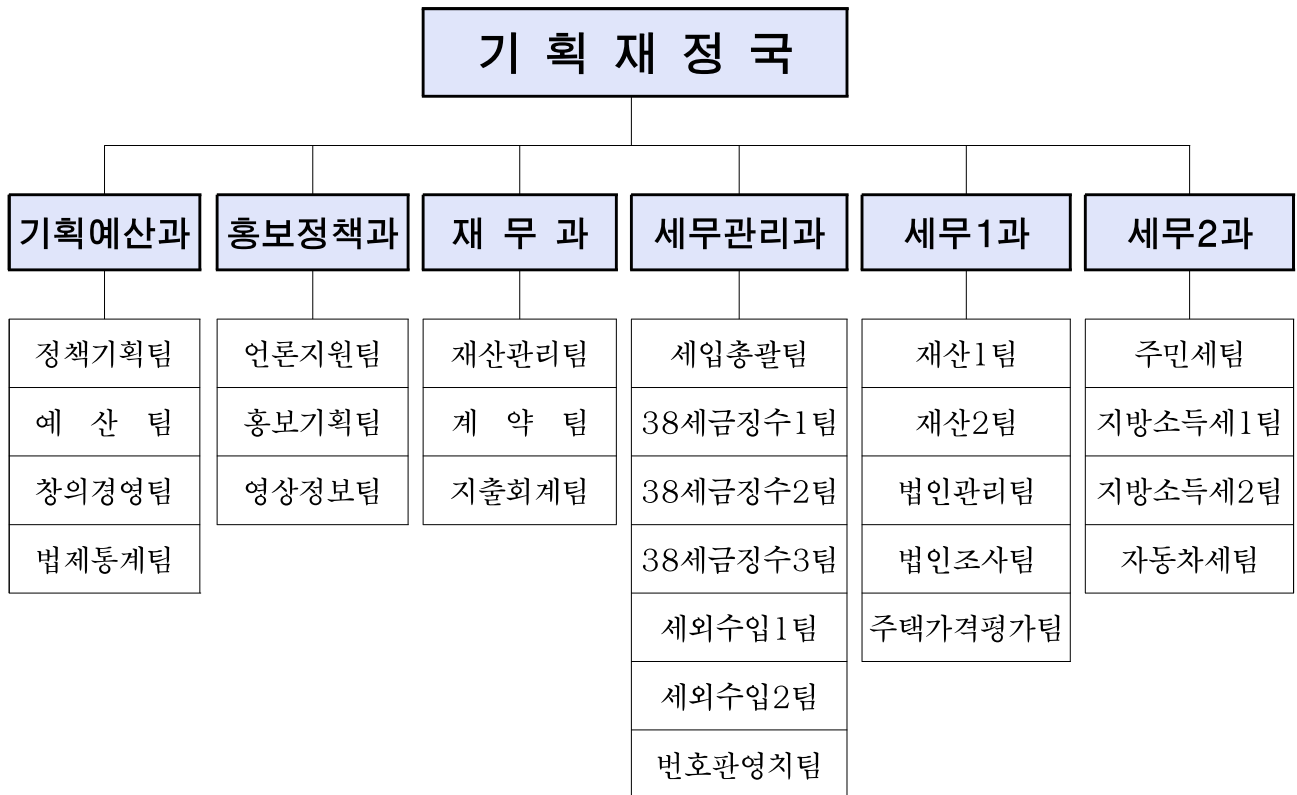 기 획 재 정 국
기획예산과
홍보정책과
재 무 과
세무관리과
세무1과
세무2과
정책기획팀
예 산 팀
창의경영팀
법제통계팀
언론지원팀
홍보기획팀
영상정보팀
재산관리팀
계 약 팀
지출회계팀
세입총괄팀
38세금징수1팀
38세금징수2팀
38세금징수3팀
세외수입1팀
세외수입2팀
번호판영치팀
재산1팀
재산2팀
법인관리팀
법인조사팀
주택가격평가팀
주민세팀
지방소득세1팀
지방소득세2팀
자동차세팀